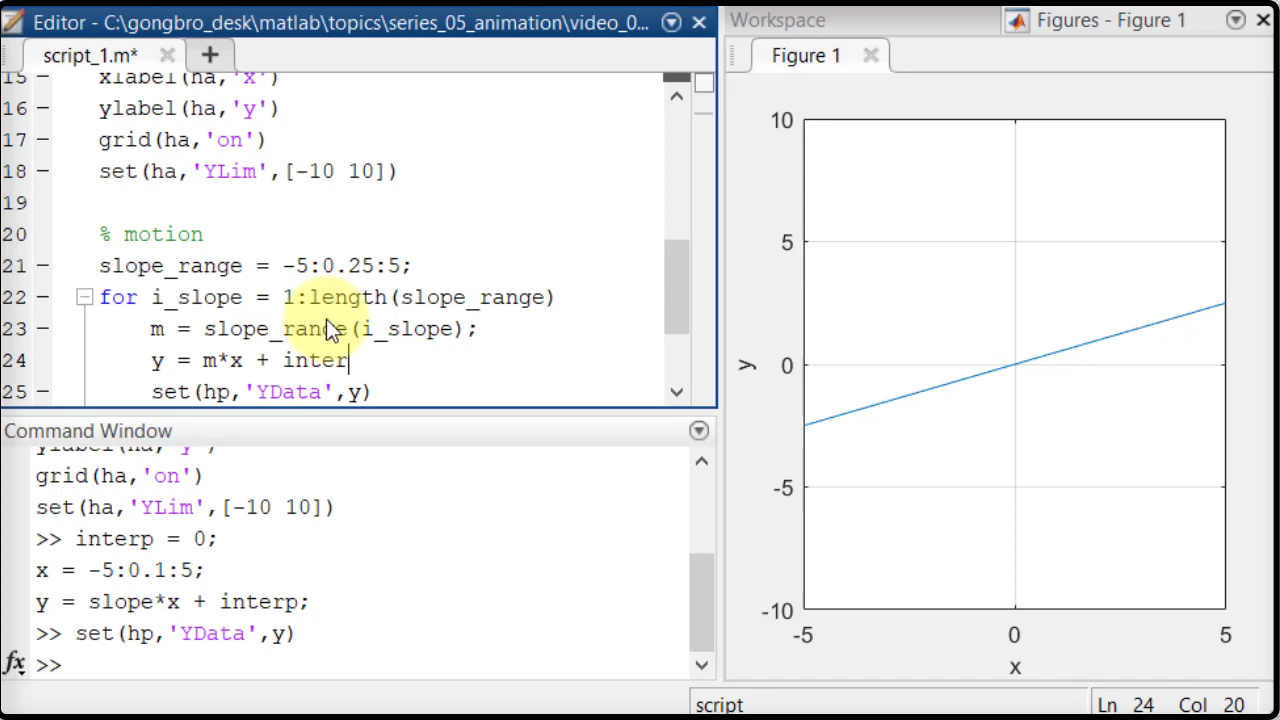 Editor - C:\gongbro_desk\matlab\topics\series_05_animation\video_0...
script_1.m*
15 xlabel(ha,'x')
16 ylabel(ha,'y')
17 grid(ha,'on')
18 set(ha,'YLim',[-10 10])
19
20 % motion
21 slope_range = -5:0.25:5;
22 for i_slope = 1:length(slope_range)
23 m = slope_range(i_slope);
24 y = m*x + inter
25 set(hp,'YData',y)
Command Window
ylabel(ha,'y')
grid(ha,'on')
set(ha,'YLim',[-10 10])
>> interp = 0;
x = -5:0.1:5;
y = slope*x + interp;
>> set(hp,'YData',y)
fx >>
Workspace
Figures - Figure 1
Figure 1
10
5
0
-5
-10
y
-5 0 5
x
script
Ln 24 Col 20